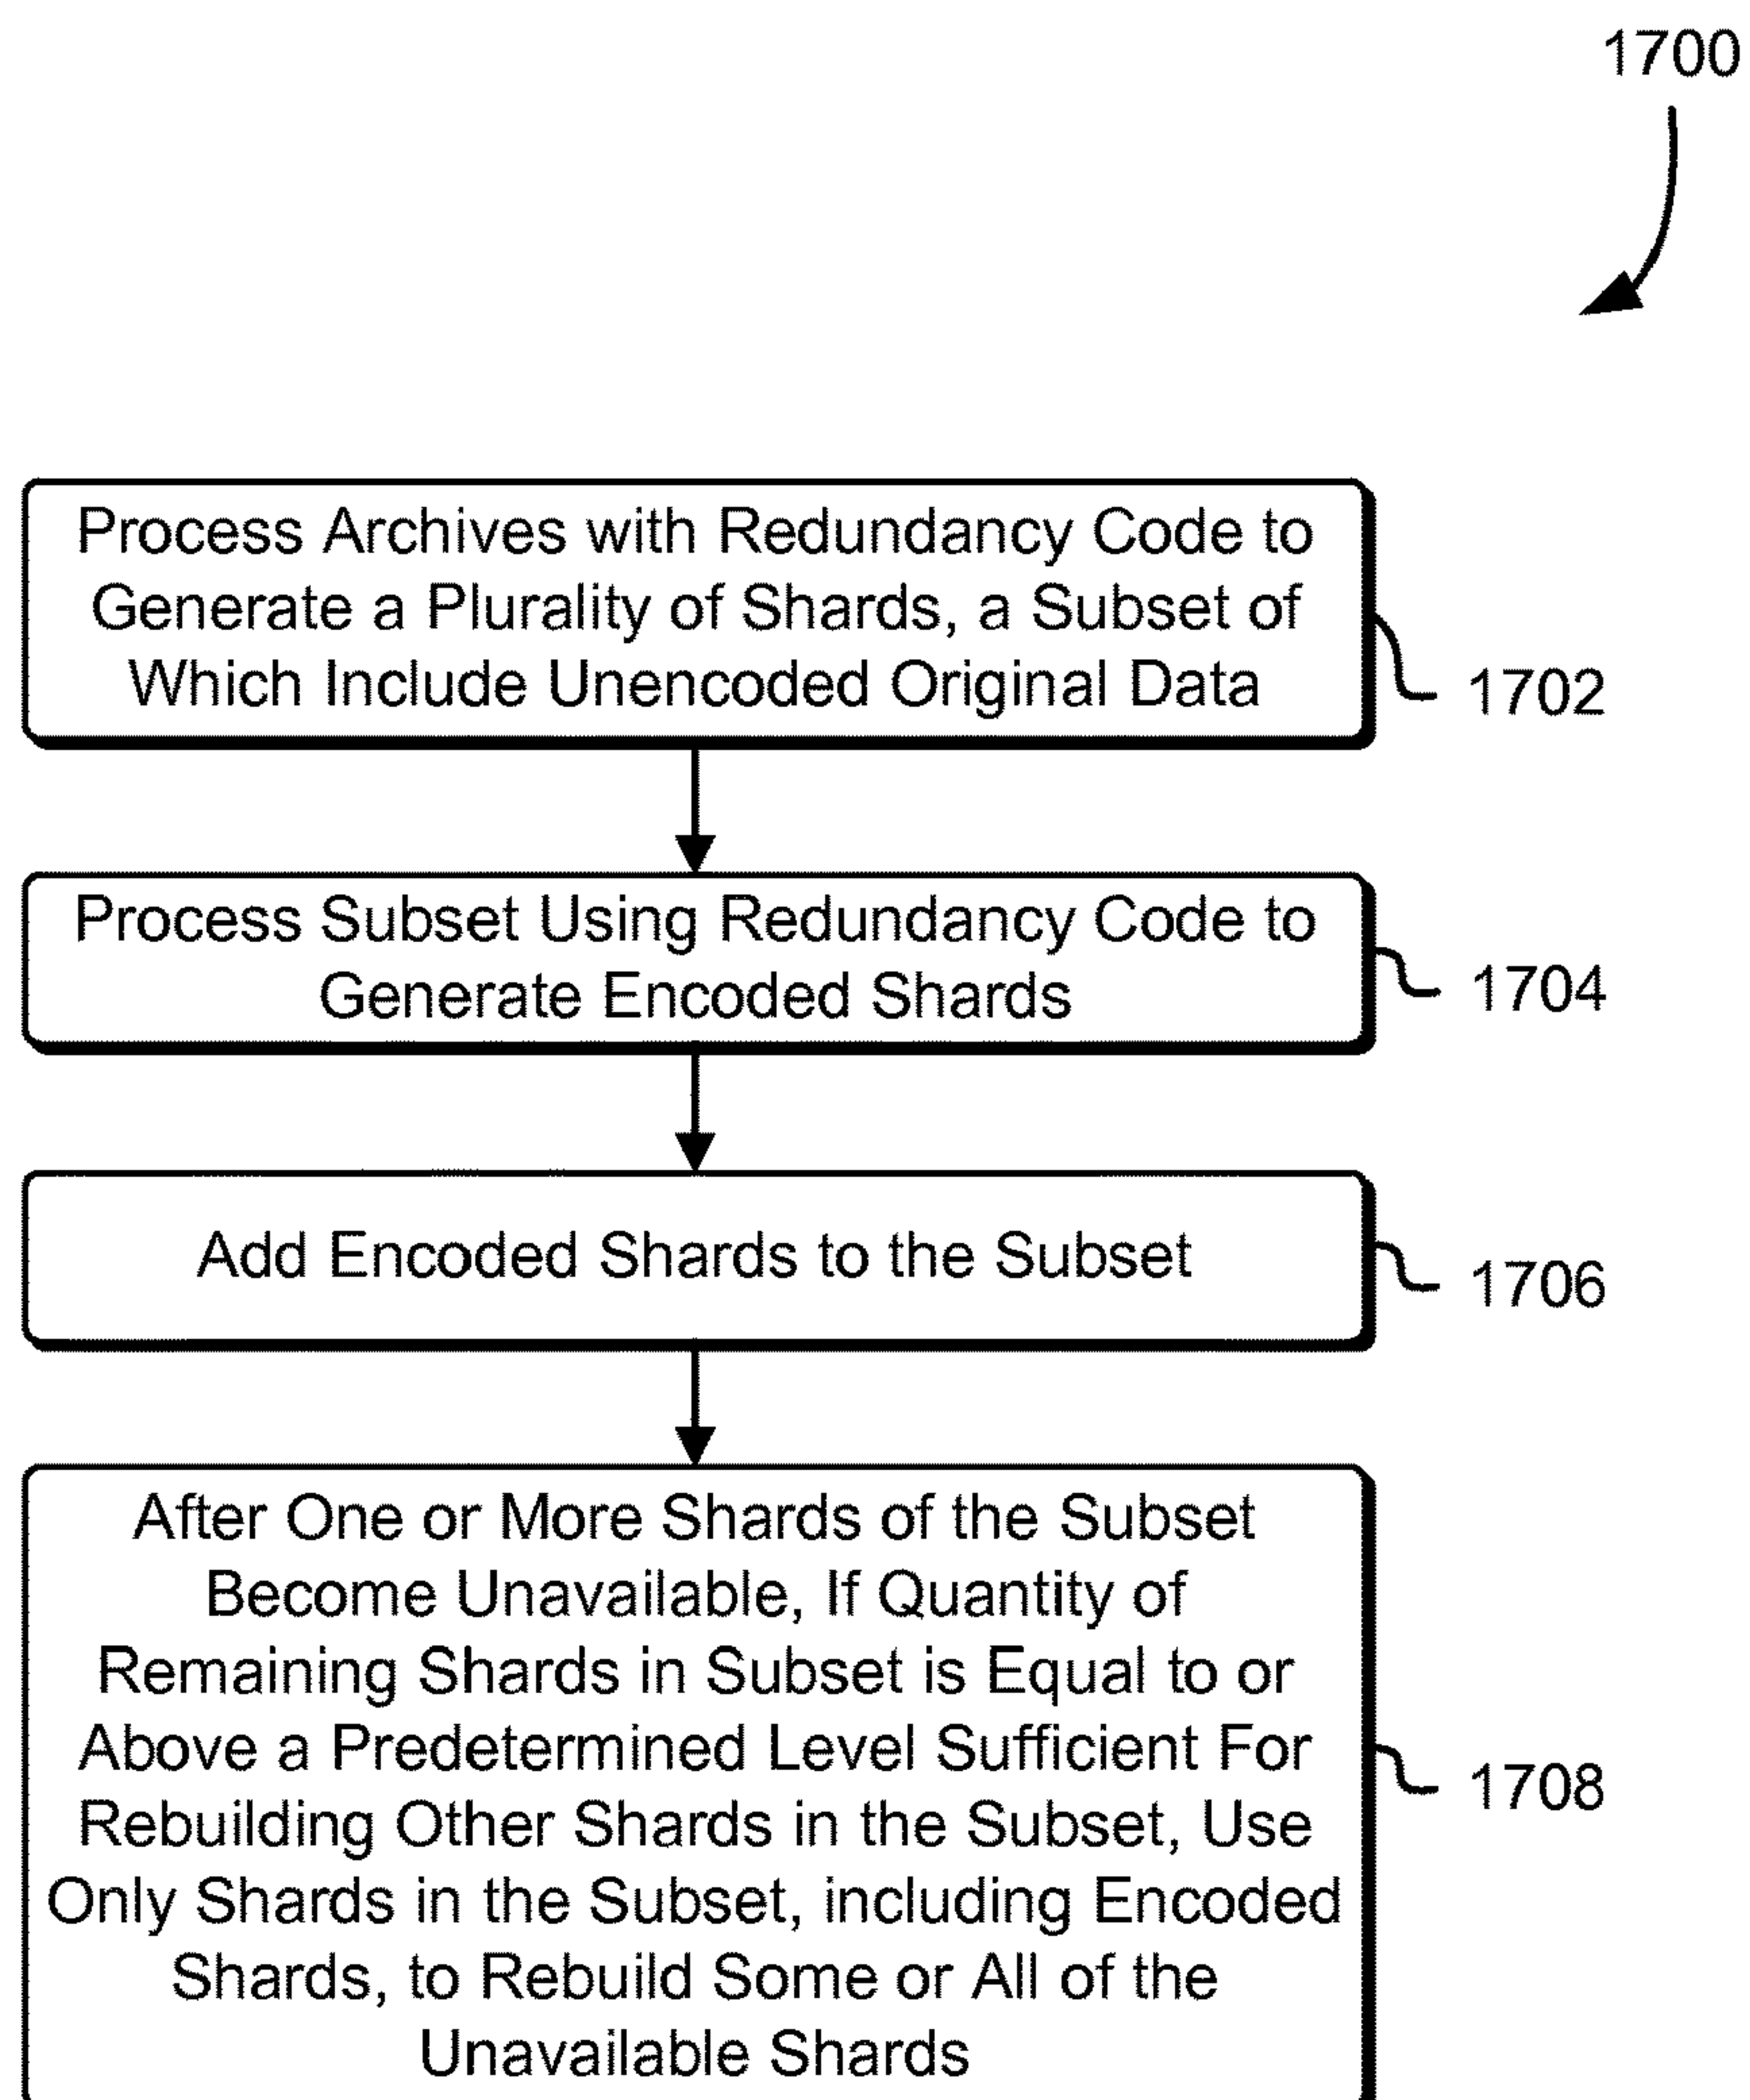 1700
Process Archives with Redundancy Code to
Generate a Plurality of Shards, a Subset of
Which Include Unencoded Original Data
1702
Process Subset Using Redundancy Code to
Generate Encoded Shards
1704
Add Encoded Shards to the Subset
1706
After One or More Shards of the Subset
Become Unavailable, If Quantity of
Remaining Shards in Subset is Equal to or
Above a Predetermined Level Sufficient For
Rebuilding Other Shards in the Subset, Use
Only Shards in the Subset, including Encoded
Shards, to Rebuild Some or All of the
Unavailable Shards
1708